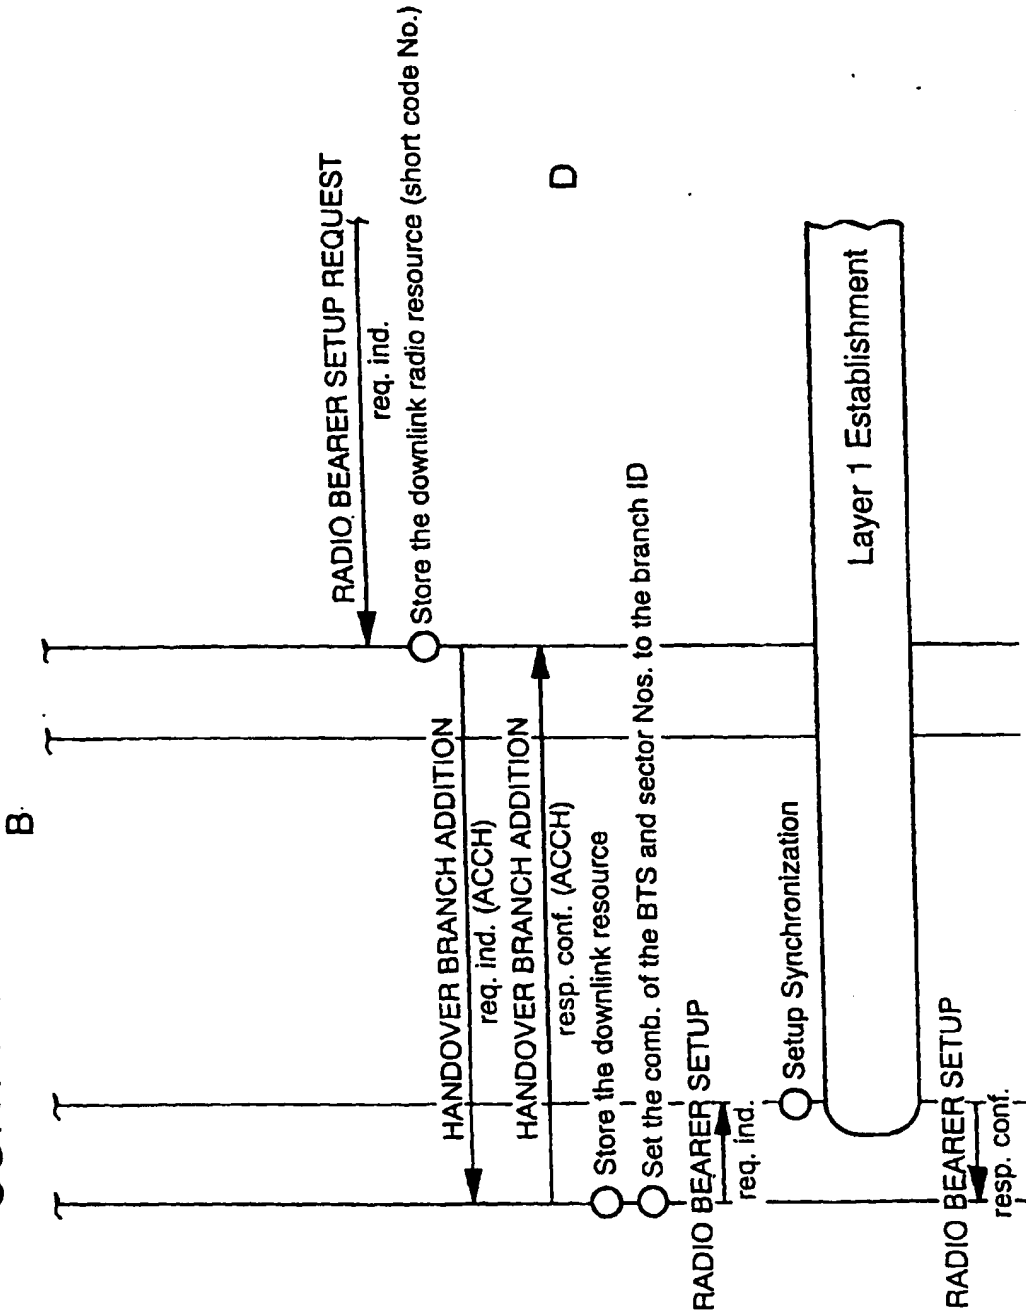 B
RADIO BEARER SETUP REQUEST
req. ind.
Store the downlink radio resource (short code No.)
HANDOVER BRANCH ADDITION
req. ind. (ACCH)
HANDOVER BRANCH ADDITION
resp. conf. (ACCH)
D
Store the downlink resource
Set the comb. of the BTS and sector Nos. to the branch ID
RADIO BEARER SETUP
req. ind.
Setup Synchronization
Layer 1 Establishment
RADIO BEARER SETUP
resp. conf.